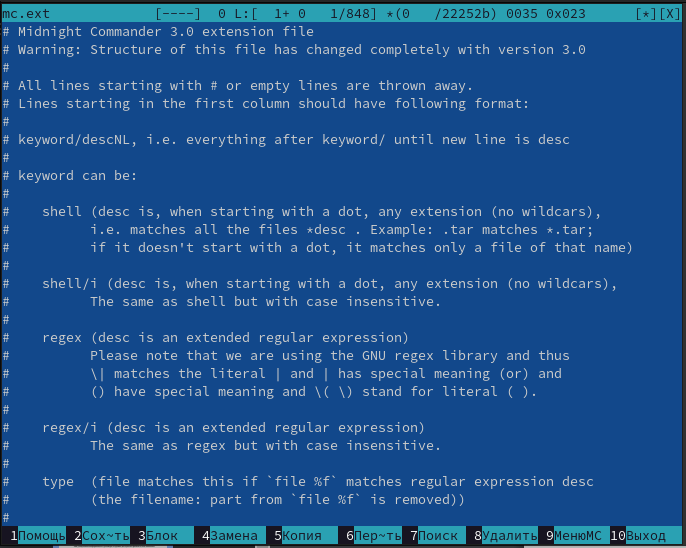 mc.ext [----] 0 L:[ 1+ 0 1/848] *(0 /22252b) 0035 0x023 [*][X]
# Midnight Commander 3.0 extension file
# Warning: Structure of this file has changed completely with version 3.0
#
# All lines starting with # or empty lines are thrown away.
# Lines starting in the first column should have following format:
#
# keyword/descNL, i.e. everything after keyword/ until new line is desc
#
# keyword can be:
#
#    shell (desc is, when starting with a dot, any extension (no wildcars),
#          i.e. matches all the files *desc . Example: .tar matches *.tar;
#          if it doesn't start with a dot, it matches only a file of that name)
#
#    shell/i (desc is, when starting with a dot, any extension (no wildcars),
#          The same as shell but with case insensitive.
#
#    regex (desc is an extended regular expression)
#          Please note that we are using the GNU regex library and thus
#          \| matches the literal | and | has special meaning (or) and
#          () have special meaning and \( \) stand for literal ( ).
#
#    regex/i (desc is an extended regular expression)
#          The same as regex but with case insensitive.
#
#    type  (file matches this if `file %f` matches regular expression desc
#          (the filename: part from `file %f` is removed))
#
1Помощь 2Сох~ть 3Блок 4Замена 5Копия 6Пер~ть 7Поиск 8Удалить 9МенюMC 10Выход